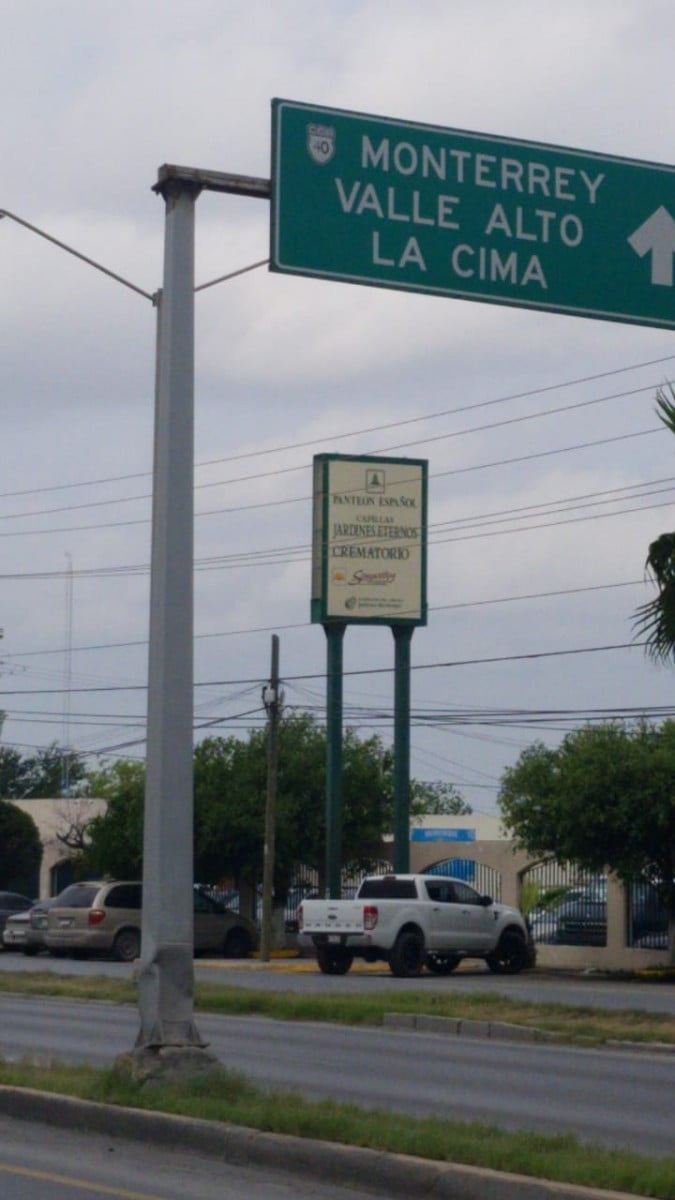 40
MONTERREY
VALLE ALTO
LA CIMA
PANTEON ESPAÑOL
CAPILLAS
JARDINES ETERNOS
CREMATORIO